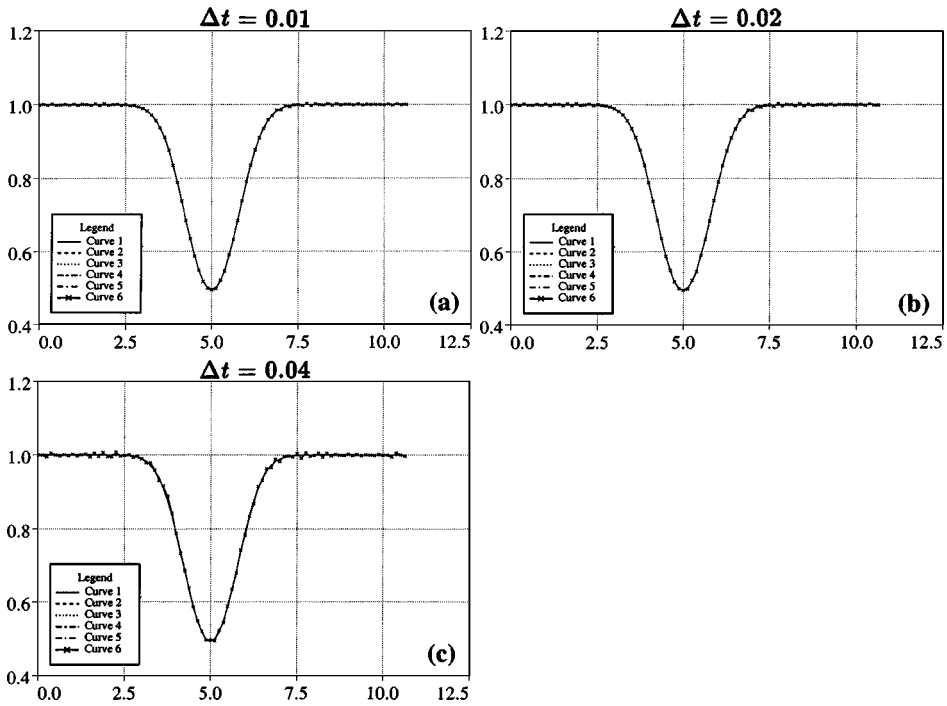 Δt = 0.01
1.2
1.0
0.8
0.6
0.4
Legend
Curve 1
Curve 2
Curve 3
Curve 4
Curve 5
Curve 6
(a)
0.0 2.5 5.0 7.5 10.0 12.5
Δt = 0.02
1.2
1.0
0.8
0.6
0.4
Legend
Curve 1
Curve 2
Curve 3
Curve 4
Curve 5
Curve 6
(b)
0.0 2.5 5.0 7.5 10.0 12.5
Δt = 0.04
1.2
1.0
0.8
0.6
0.4
Legend
Curve 1
Curve 2
Curve 3
Curve 4
Curve 5
Curve 6
(c)
0.0 2.5 5.0 7.5 10.0 12.5